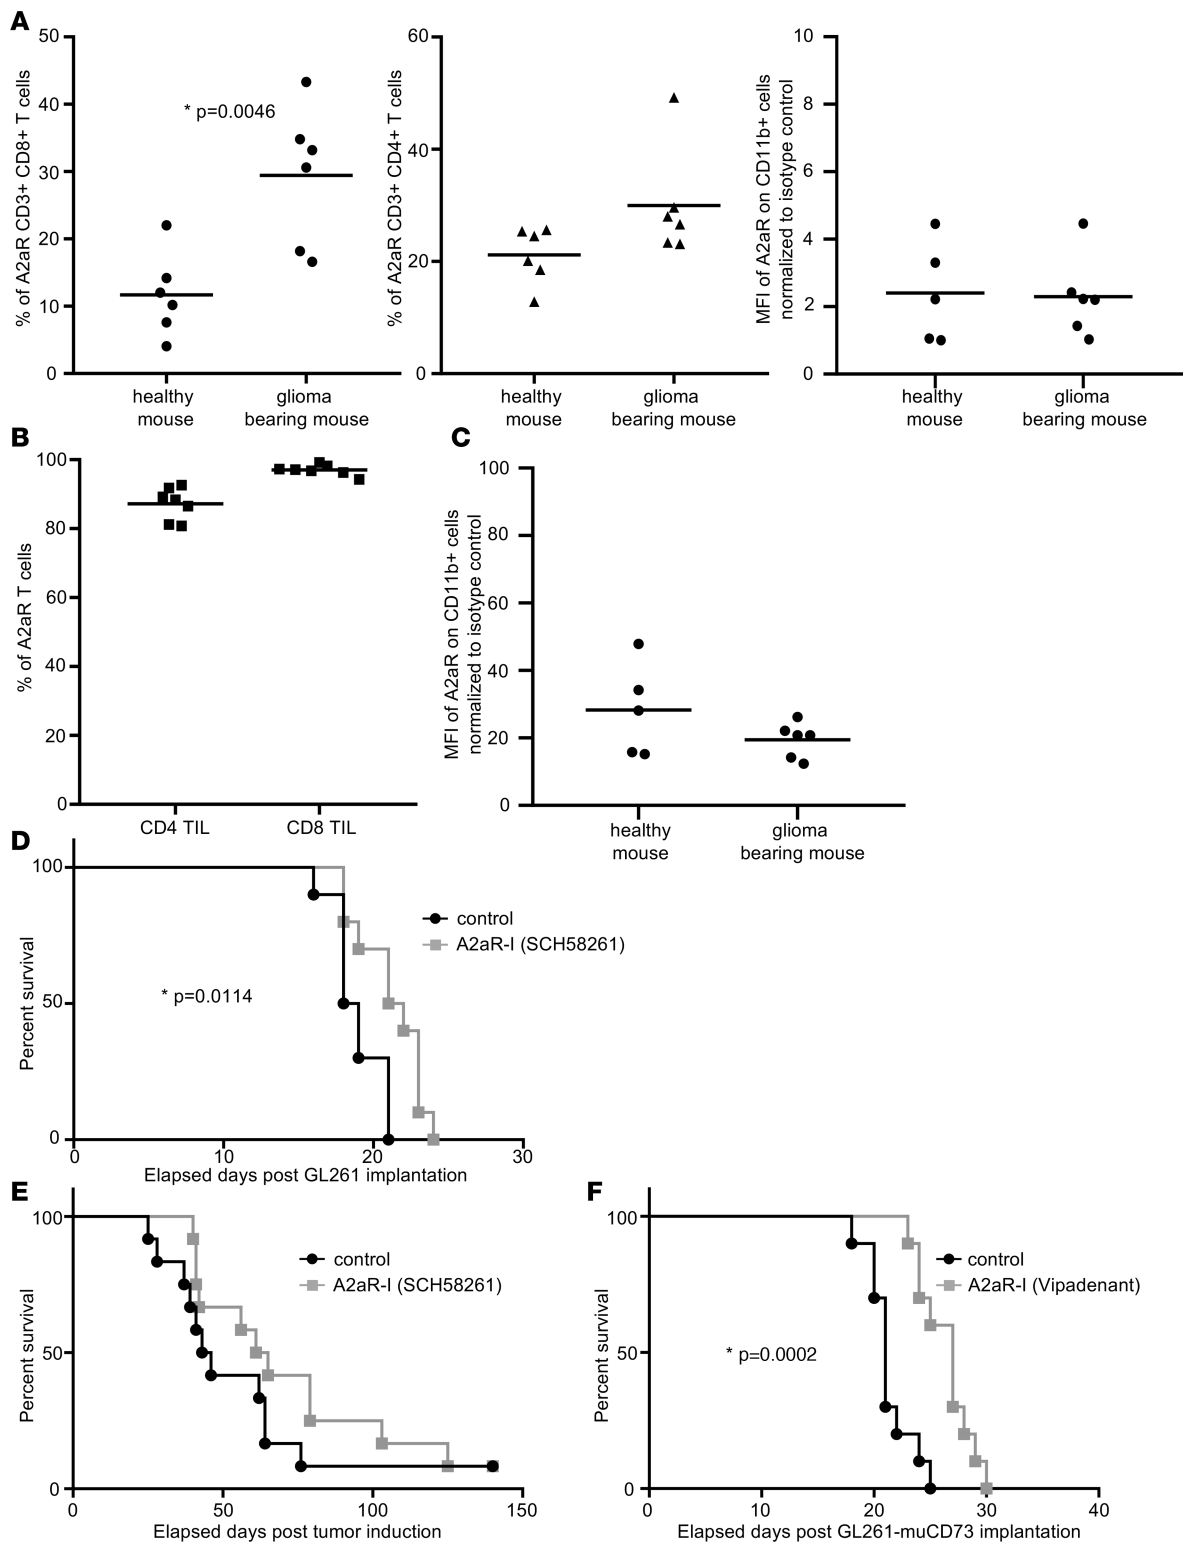 A
50
40
30
20
10
0
% of A2aR CD3+ CD8+ T cells
* p=0.0046
healthy
mouse
glioma
bearing mouse
60
40
20
0
% of A2aR CD3+ CD4+ T cells
healthy
mouse
glioma
bearing mouse
10
8
6
4
2
0
MFI of A2aR on CD11b+ cells
normalized to isotype control
healthy
mouse
glioma
bearing mouse
B
100
80
60
40
20
0
% of A2aR T cells
CD4 TIL
CD8 TIL
C
100
80
60
40
20
0
MFI of A2aR on CD11b+ cells
normalized to isotype control
healthy
mouse
glioma
bearing mouse
D
100
50
0
Percent survival
control
A2aR-I (SCH58261)
* p=0.0114
0 10 20 30
Elapsed days post GL261 implantation
E
100
50
0
Percent survival
control
A2aR-I (SCH58261)
0 50 100 150
Elapsed days post tumor induction
F
100
50
0
Percent survival
control
A2aR-I (Vipadenant)
* p=0.0002
0 10 20 30 40
Elapsed days post GL261-muCD73 implantation